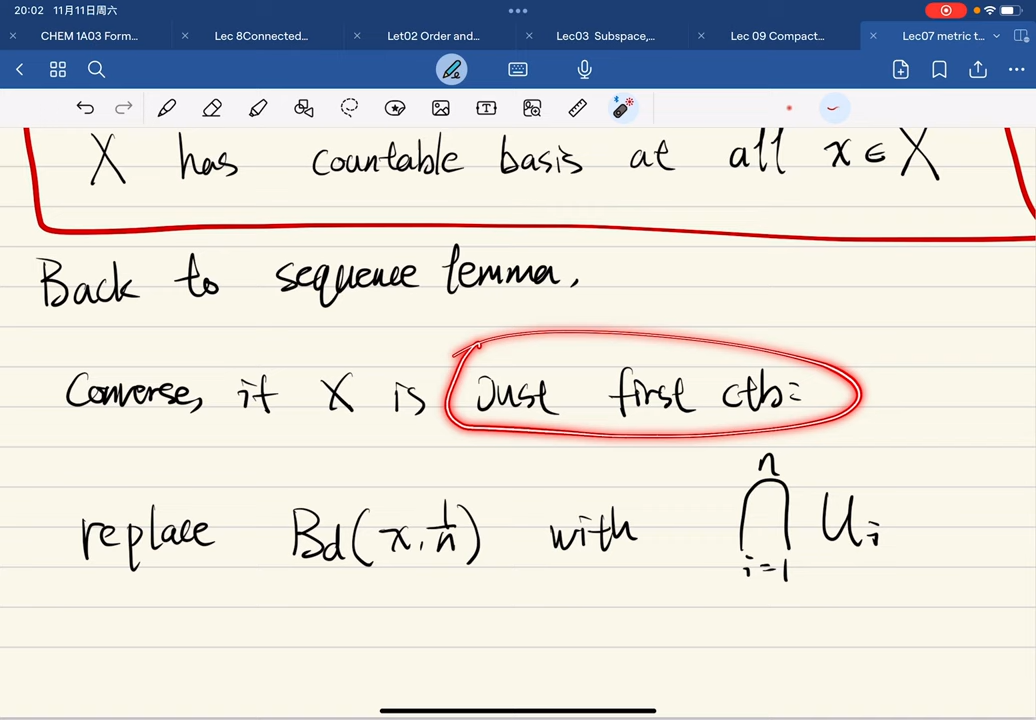 20:02 11月11日周六
CHEM 1A03 Form... Lec 8Connected... Let02 Order and... Lec03 Subspace,... Lec 09 Compact... Lec07 metric t...
X has countable basis at all x ∈ X
Back to sequence lemma.
Converse, if X is Just first ctb:
replace Bd(x, 1/n) with ⋂_{i=1}^{n} U_i